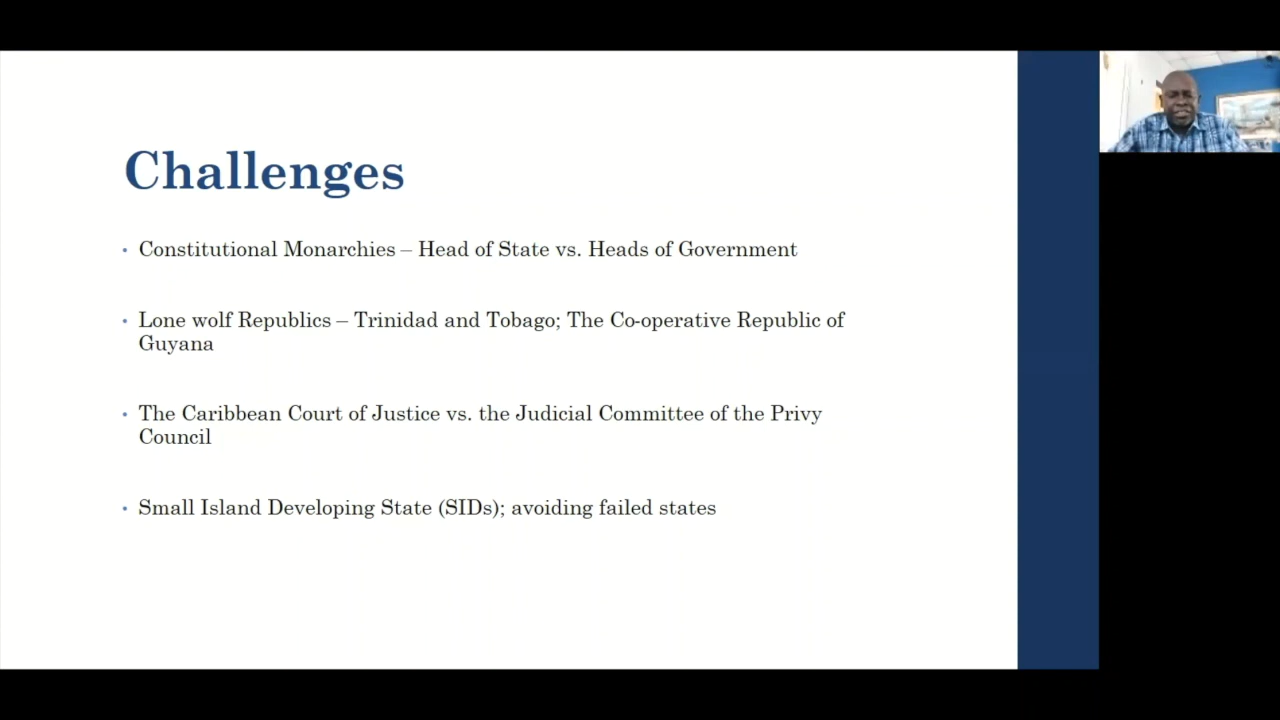 Challenges
• Constitutional Monarchies – Head of State vs. Heads of Government
• Lone wolf Republics – Trinidad and Tobago; The Co-operative Republic of
Guyana
• The Caribbean Court of Justice vs. the Judicial Committee of the Privy
Council
• Small Island Developing State (SIDs); avoiding failed states